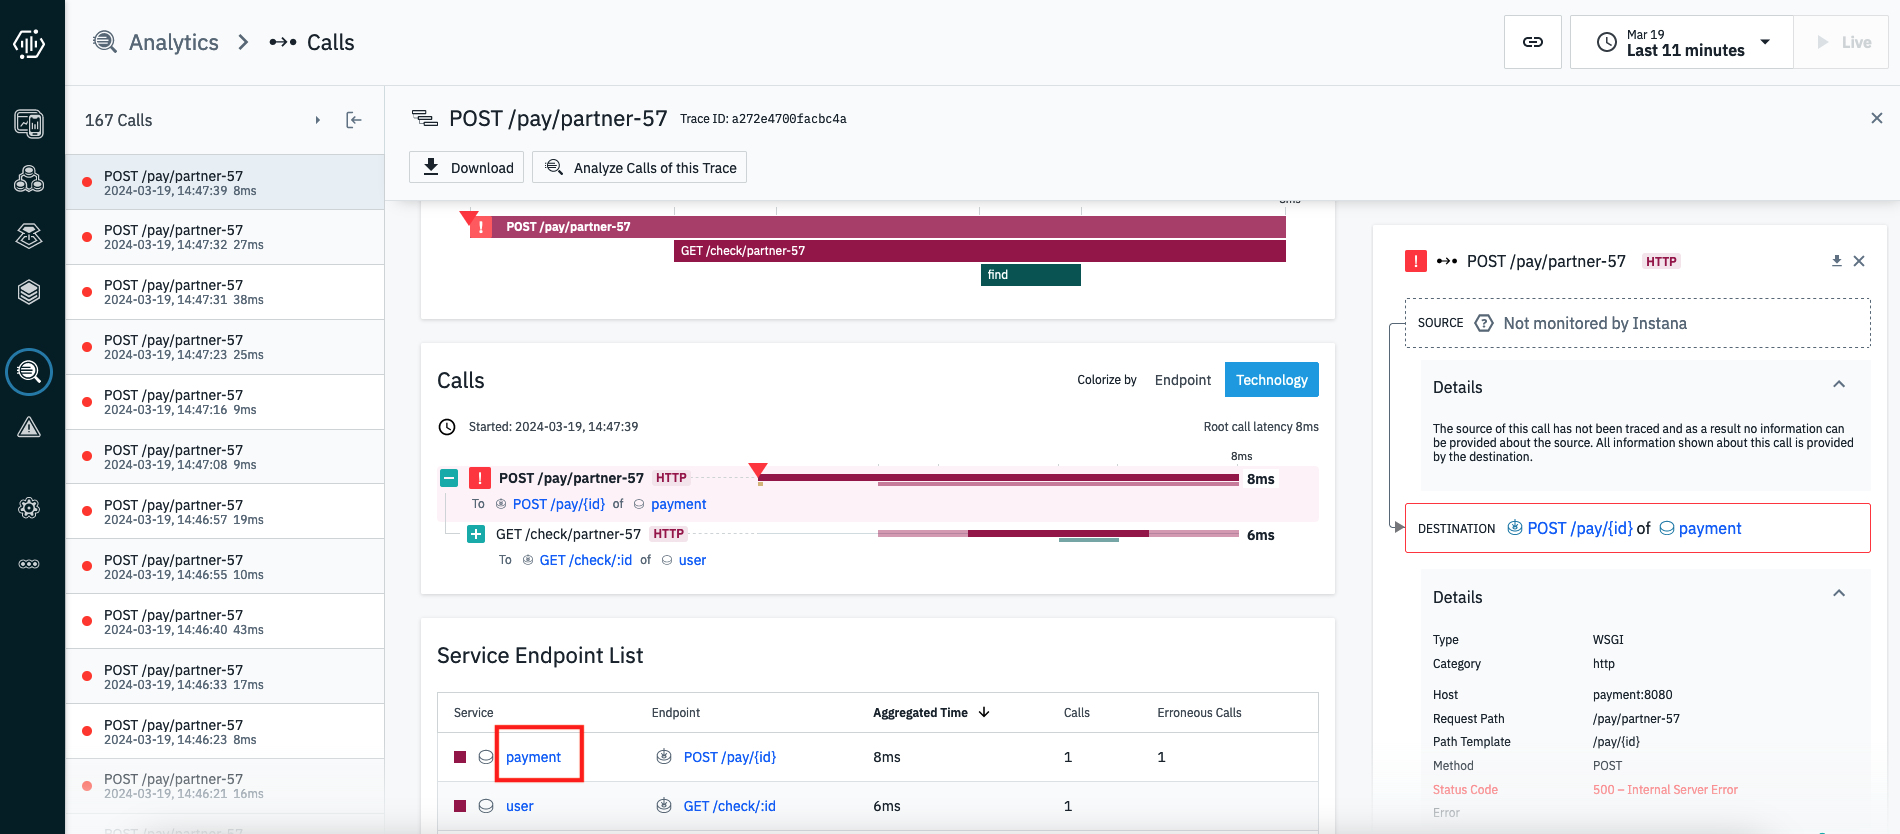 Analytics > Calls
Mar 19
Last 11 minutes
Live
167 Calls
POST /pay/partner-57
2024-03-19, 14:47:39 8ms
POST /pay/partner-57
2024-03-19, 14:47:32 27ms
POST /pay/partner-57
2024-03-19, 14:47:31 38ms
POST /pay/partner-57
2024-03-19, 14:47:23 25ms
POST /pay/partner-57
2024-03-19, 14:47:16 9ms
POST /pay/partner-57
2024-03-19, 14:47:08 9ms
POST /pay/partner-57
2024-03-19, 14:46:57 19ms
POST /pay/partner-57
2024-03-19, 14:46:55 10ms
POST /pay/partner-57
2024-03-19, 14:46:40 43ms
POST /pay/partner-57
2024-03-19, 14:46:33 17ms
POST /pay/partner-57
2024-03-19, 14:46:23 8ms
POST /pay/partner-57
2024-03-19, 14:46:21 16ms
POST /pay/partner-57
POST /pay/partner-57 Trace ID: a272e4700facbc4a
Download
Analyze Calls of this Trace
8ms
! POST /pay/partner-57
GET /check/partner-57
find
Calls
Colorize by Endpoint Technology
Started: 2024-03-19, 14:47:39
Root call latency 8ms
8ms
! POST /pay/partner-57 HTTP 8ms
To POST /pay/{id} of payment
GET /check/partner-57 HTTP 6ms
To GET /check/:id of user
Service Endpoint List
Service Endpoint Aggregated Time Calls Erroneous Calls
payment POST /pay/{id} 8ms 1 1
user GET /check/:id 6ms 1
! POST /pay/partner-57 HTTP
SOURCE ? Not monitored by Instana
Details
The source of this call has not been traced and as a result no information can
be provided about the source. All information shown about this call is provided
by the destination.
DESTINATION POST /pay/{id} of payment
Details
Type WSGI
Category http
Host payment:8080
Request Path /pay/partner-57
Path Template /pay/{id}
Method POST
Status Code 500 – Internal Server Error
Error